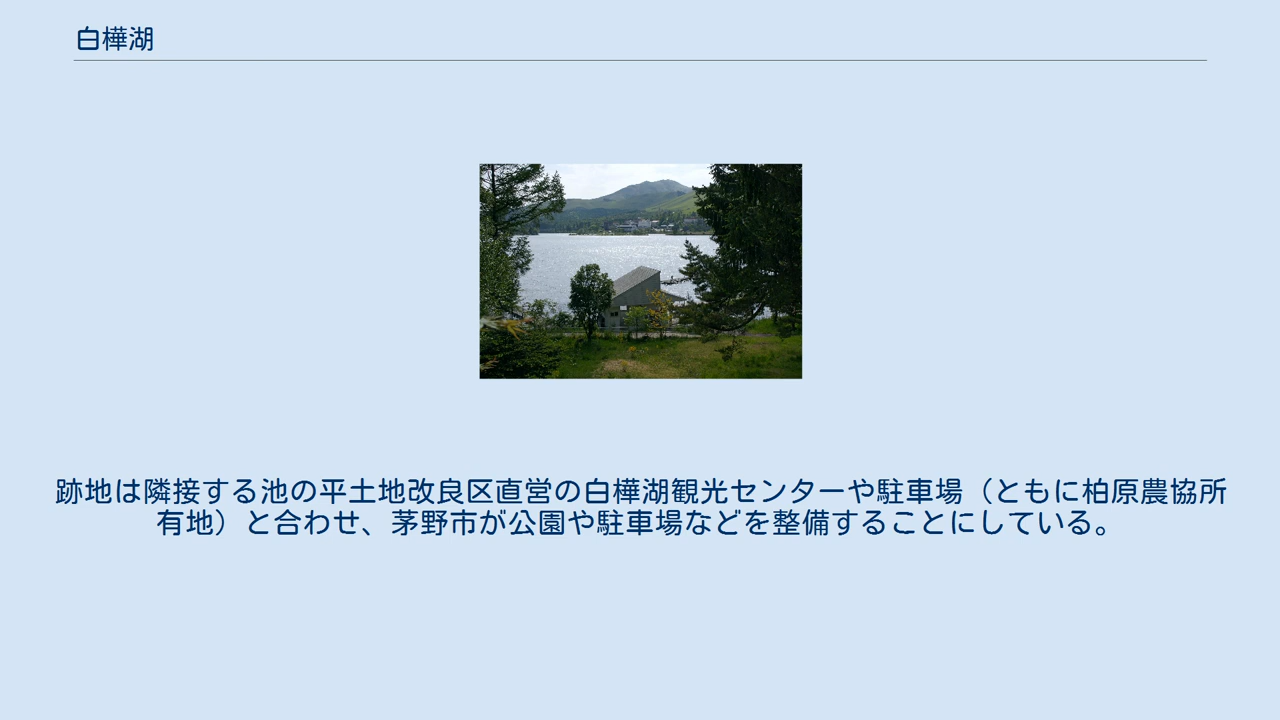 白樺湖
跡地は隣接する池の平土地改良区直営の白樺湖観光センターや駐車場（ともに柏原農協所
有地）と合わせ、茅野市が公園や駐車場などを整備することにしている。